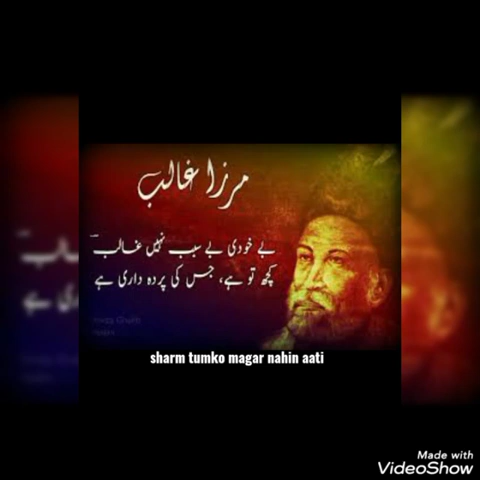 مرزا غالب
بے خودی بے سبب نہیں غالبؔ
کچھ تو ہے، جس کی پردہ داری ہے
sharm tumko magar nahin aati
Made with
VideoShow